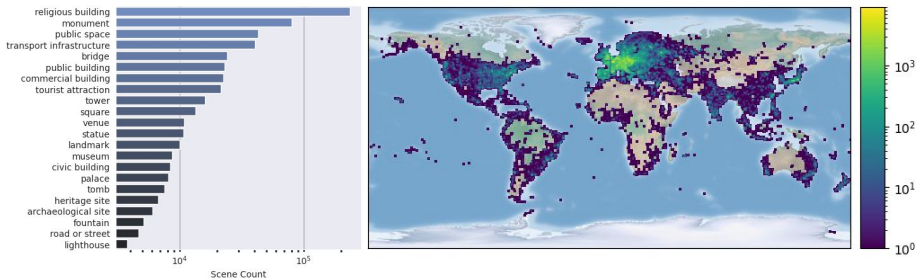 religious building
monument
public space
transport infrastructure
bridge
public building
commercial building
tourist attraction
tower
square
venue
statue
landmark
museum
civic building
palace
tomb
heritage site
archaeological site
fountain
road or street
lighthouse
10⁴
10⁵
Scene Count
10³
10²
10¹
10⁰